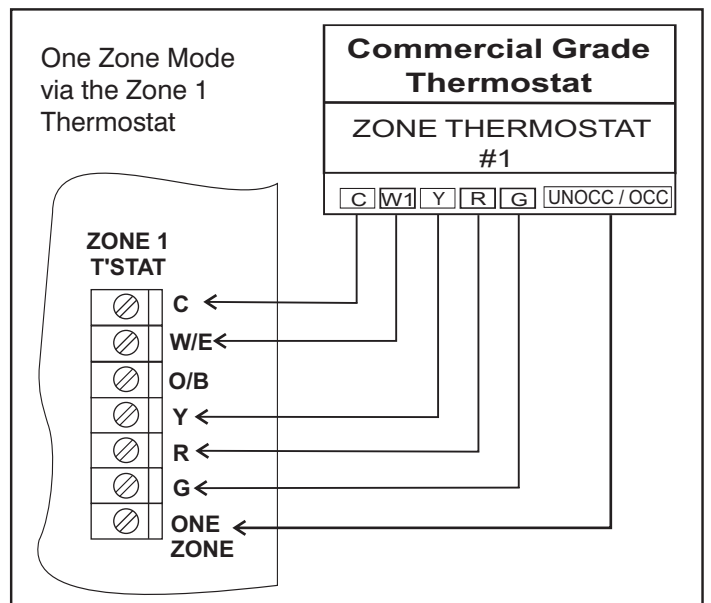 One Zone Mode
via the Zone 1
Thermostat
Commercial Grade
Thermostat
ZONE THERMOSTAT
#1
C W1 Y R G UNOCC / OCC
ZONE 1
T'STAT
C
W/E
O/B
Y
R
G
ONE
ZONE